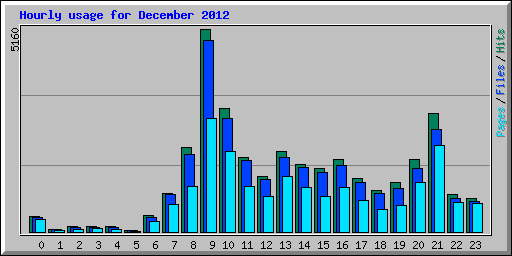 Hourly usage for December 2012
5160
Pages / Files / Hits
0 1 2 3 4 5 6 7 8 9 10 11 12 13 14 15 16 17 18 19 20 21 22 23